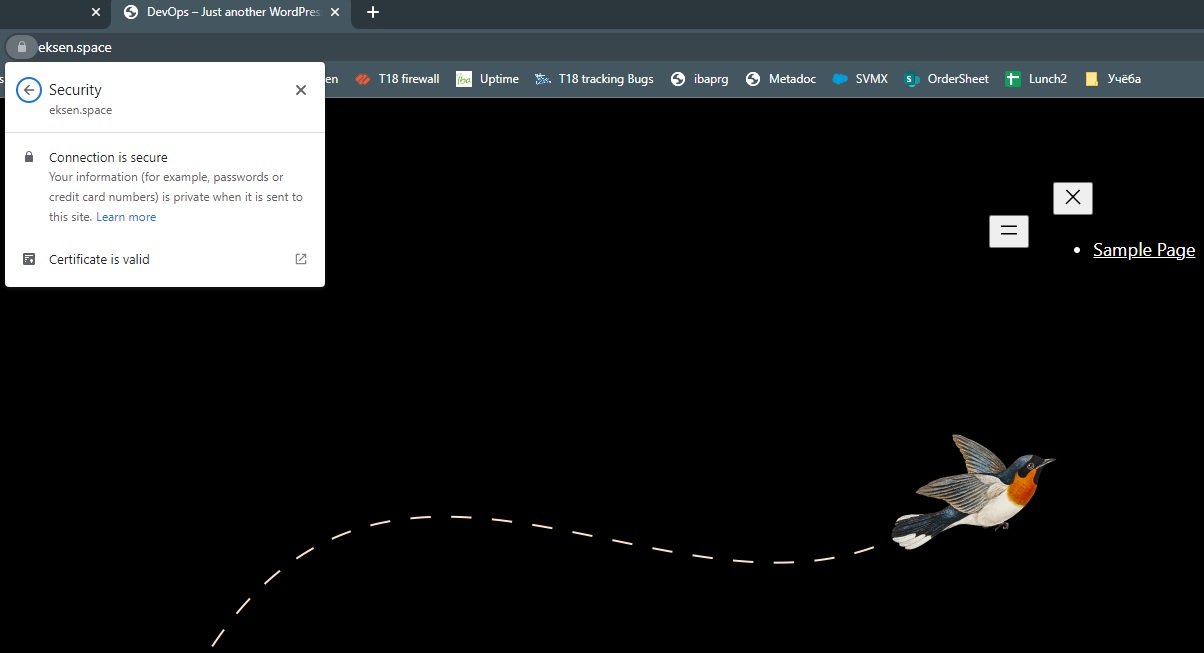 DevOps – Just another WordPres
eksen.space
en T18 firewall Uptime T18 tracking Bugs ibaprg Metadoc SVMX OrderSheet Lunch2 Учёба
Security
eksen.space
Connection is secure
Your information (for example, passwords or
credit card numbers) is private when it is sent to
this site. Learn more
Certificate is valid
Sample Page